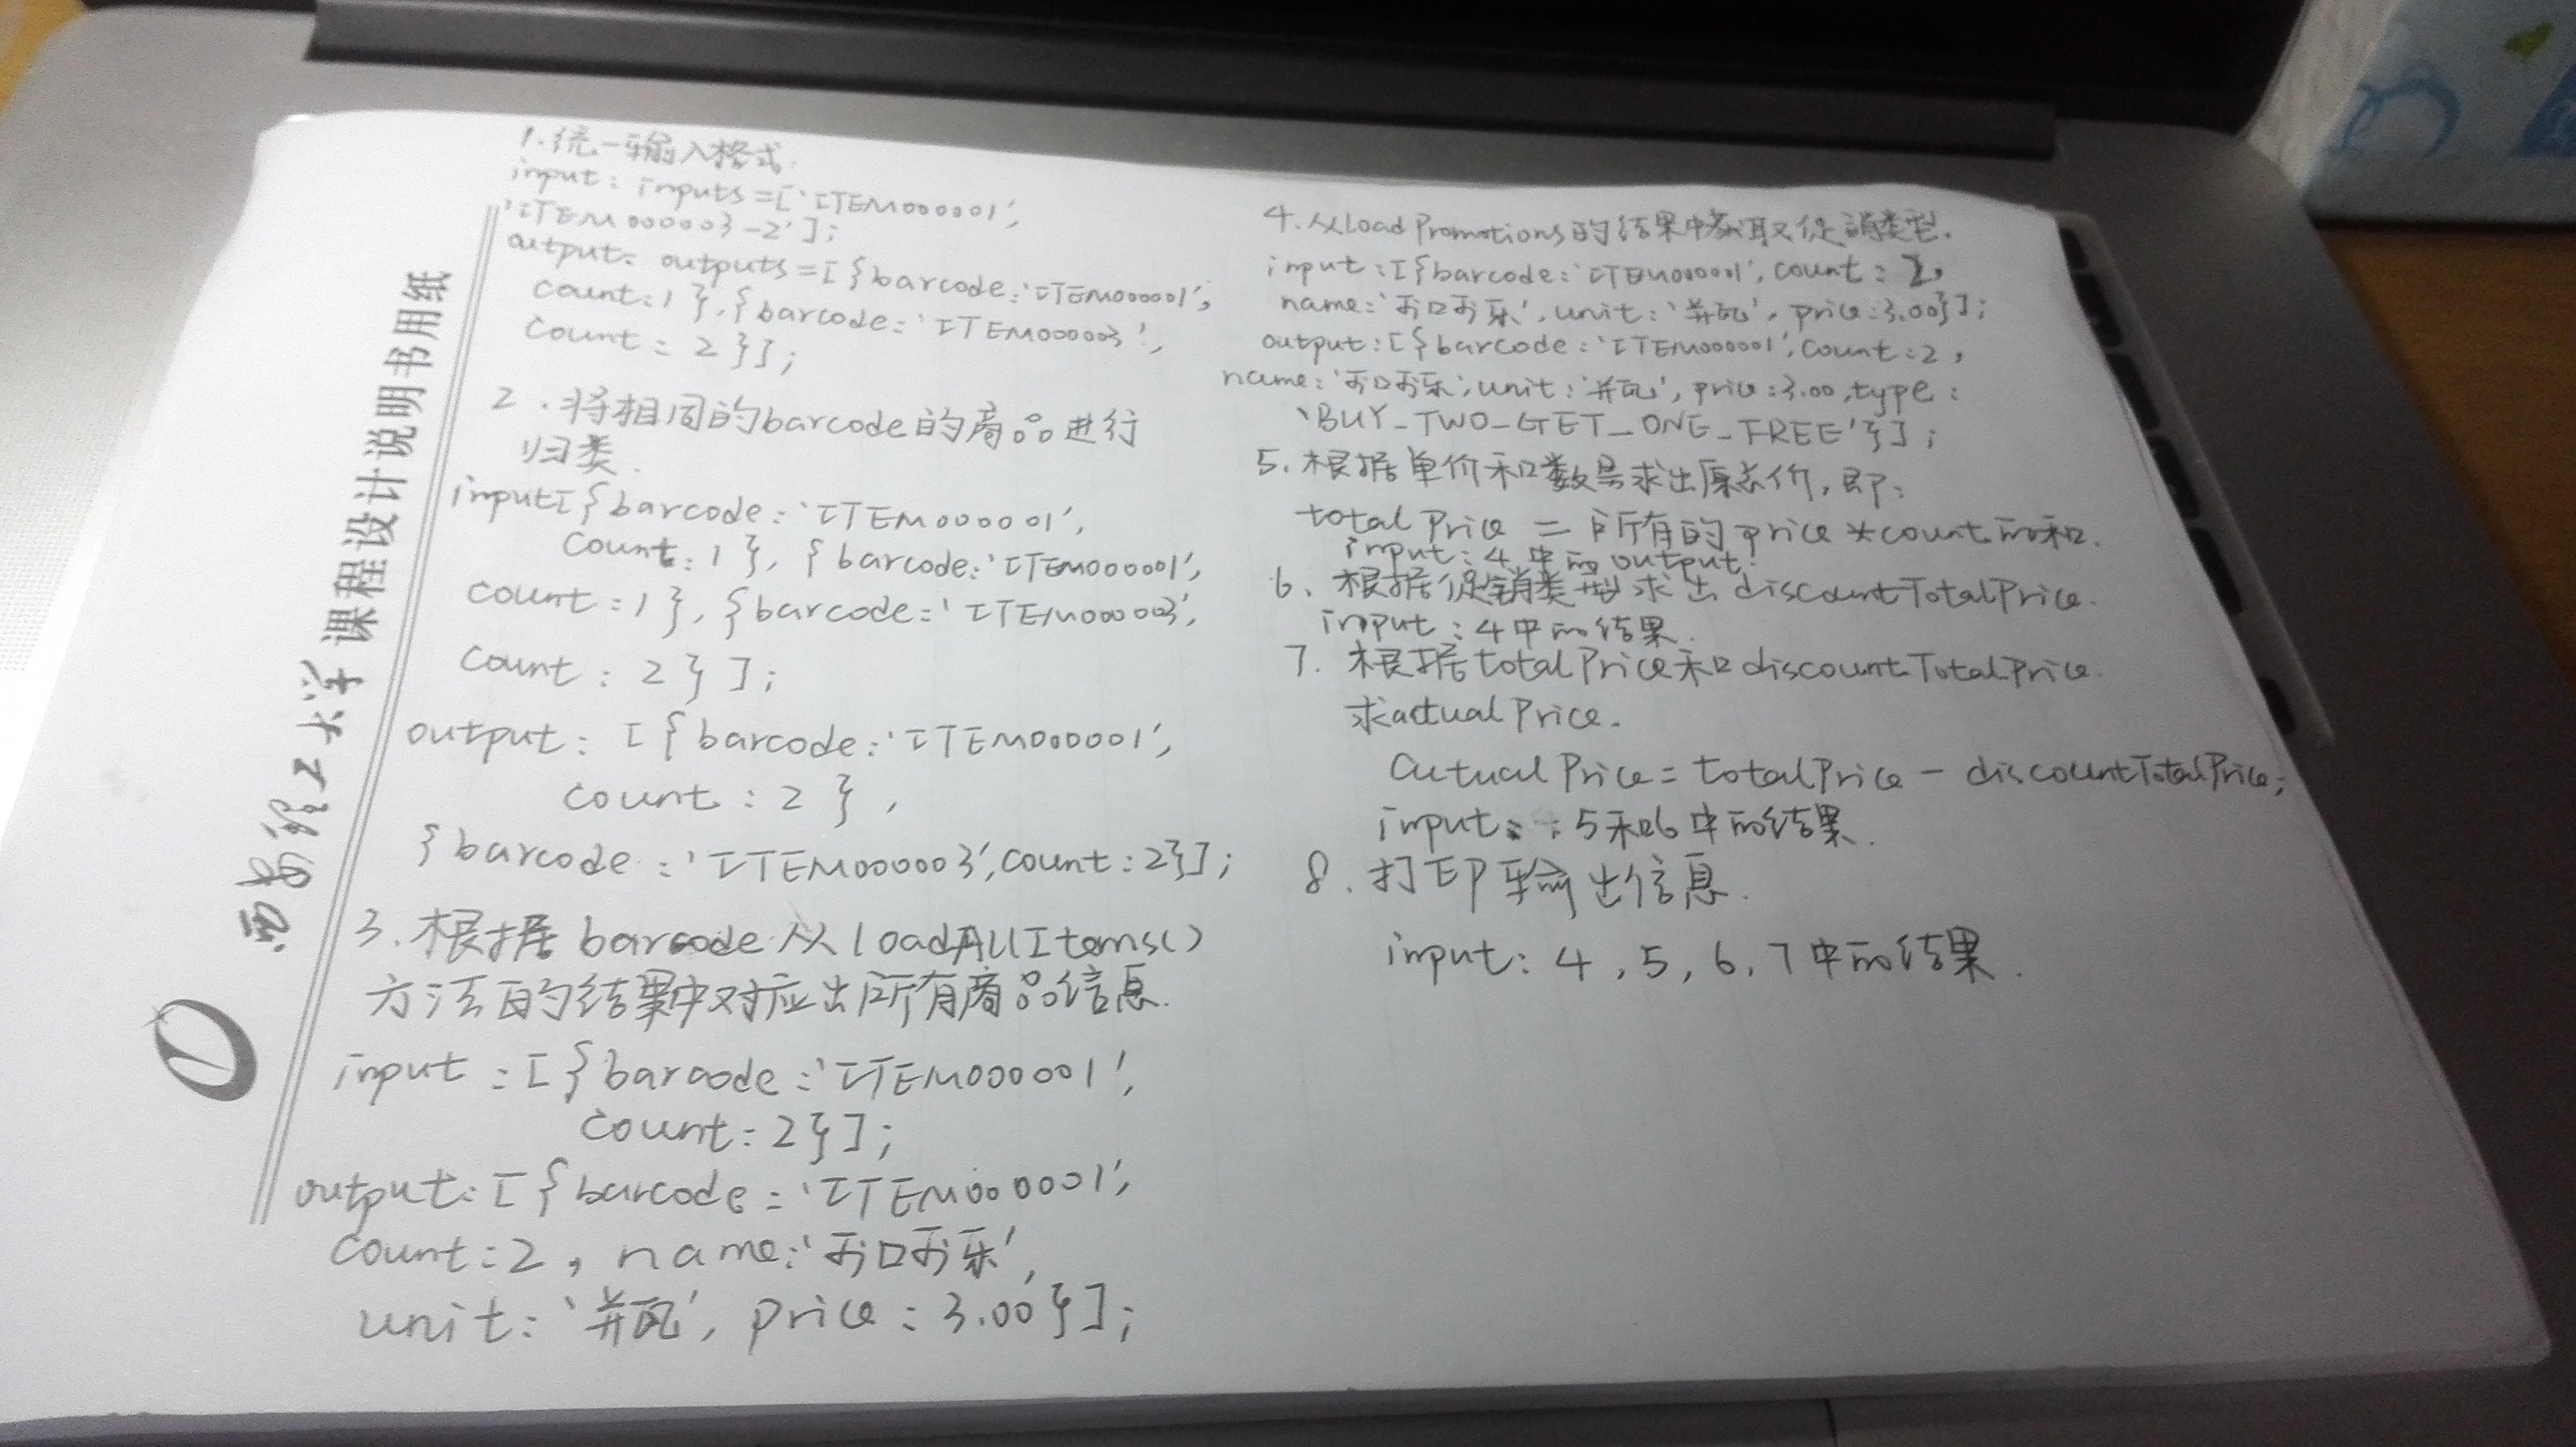 西安理工大学 课程设计说明书用纸
1.统一输入格式.
input: inputs=['ITEM000001',
'ITEM000003-2'];
output: outputs=[{barcode:'ITEM000001',
count:1},{barcode:'ITEM000003',
count:2}];
2.将相同的barcode的商品进行
归类.
input[{barcode:'ITEM000001',
count:1},{barcode:'ITEM000001',
count:1},{barcode:'ITEM000003',
count:2}];
output:[{barcode:'ITEM000001',
count:2},
{barcode:'ITEM000003',count:2}];
3.根据barcode从loadAllItems()
方法的结果中对应出所有商品信息.
input:[{barcode:'ITEM000001',
count:2}];
output:[{barcode:'ITEM000001',
count:2,name:'可口可乐',
unit:'瓶',price:3.00}];
4.从loadPromotions的结果中获取促销类型.
input:[{barcode:'ITEM000001',count:2,
name:'可口可乐',unit:'瓶',price:3.00}];
output:[{barcode:'ITEM000001',count:2,
name:'可口可乐',unit:'瓶',price:3.00,type:
'BUY_TWO_GET_ONE_FREE'}];
5.根据单价和数量求出原总价,即:
totalPrice=所有的price*count的和.
input:4中的output.
6、根据促销类型求出discountTotalPrice.
input:4中的结果.
7.根据totalPrice和discountTotalPrice.
求actualPrice.
autualPrice=totalPrice-discountTotalPrice;
input:5和6中的结果.
8.打印输出信息.
input:4,5,6,7中的结果.